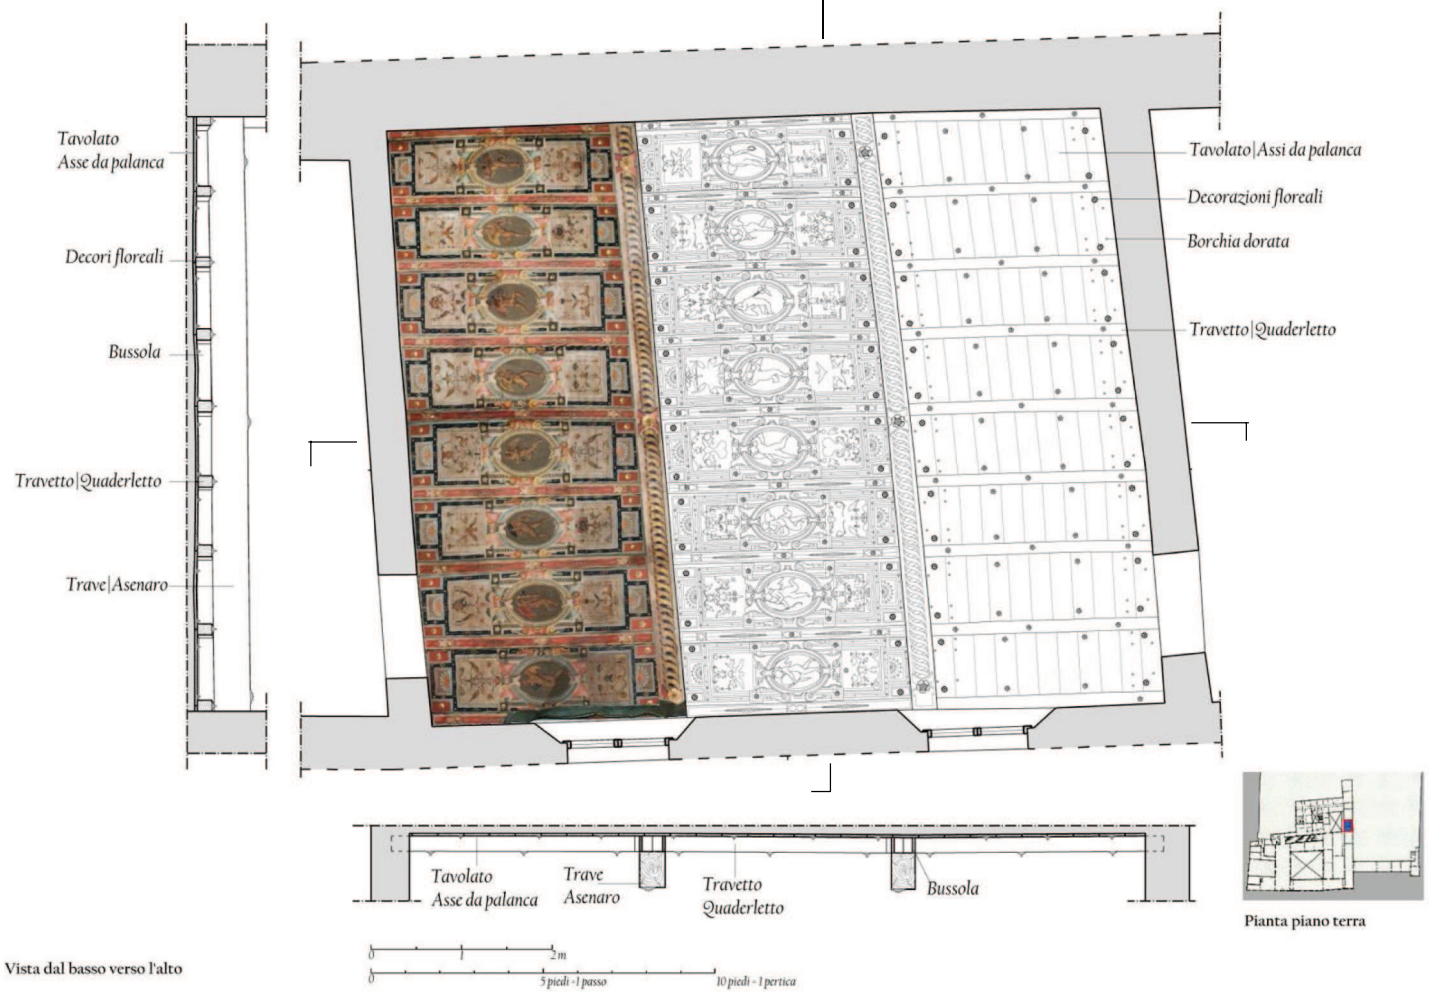 Tavolato
Asse da palanca
Decori floreali
Bussola
Travetto|Quaderletto
Trave|Asenaro
Tavolato|Assi da palanca
Decorazioni floreali
Borchia dorata
Travetto|Quaderletto
Tavolato
Asse da palanca
Trave
Asenaro
Travetto
Quaderletto
Bussola
Pianta piano terra
0 1 2 m
Vista dal basso verso l'alto
0 5 piedi -1 passo 10 piedi - 1 pertica